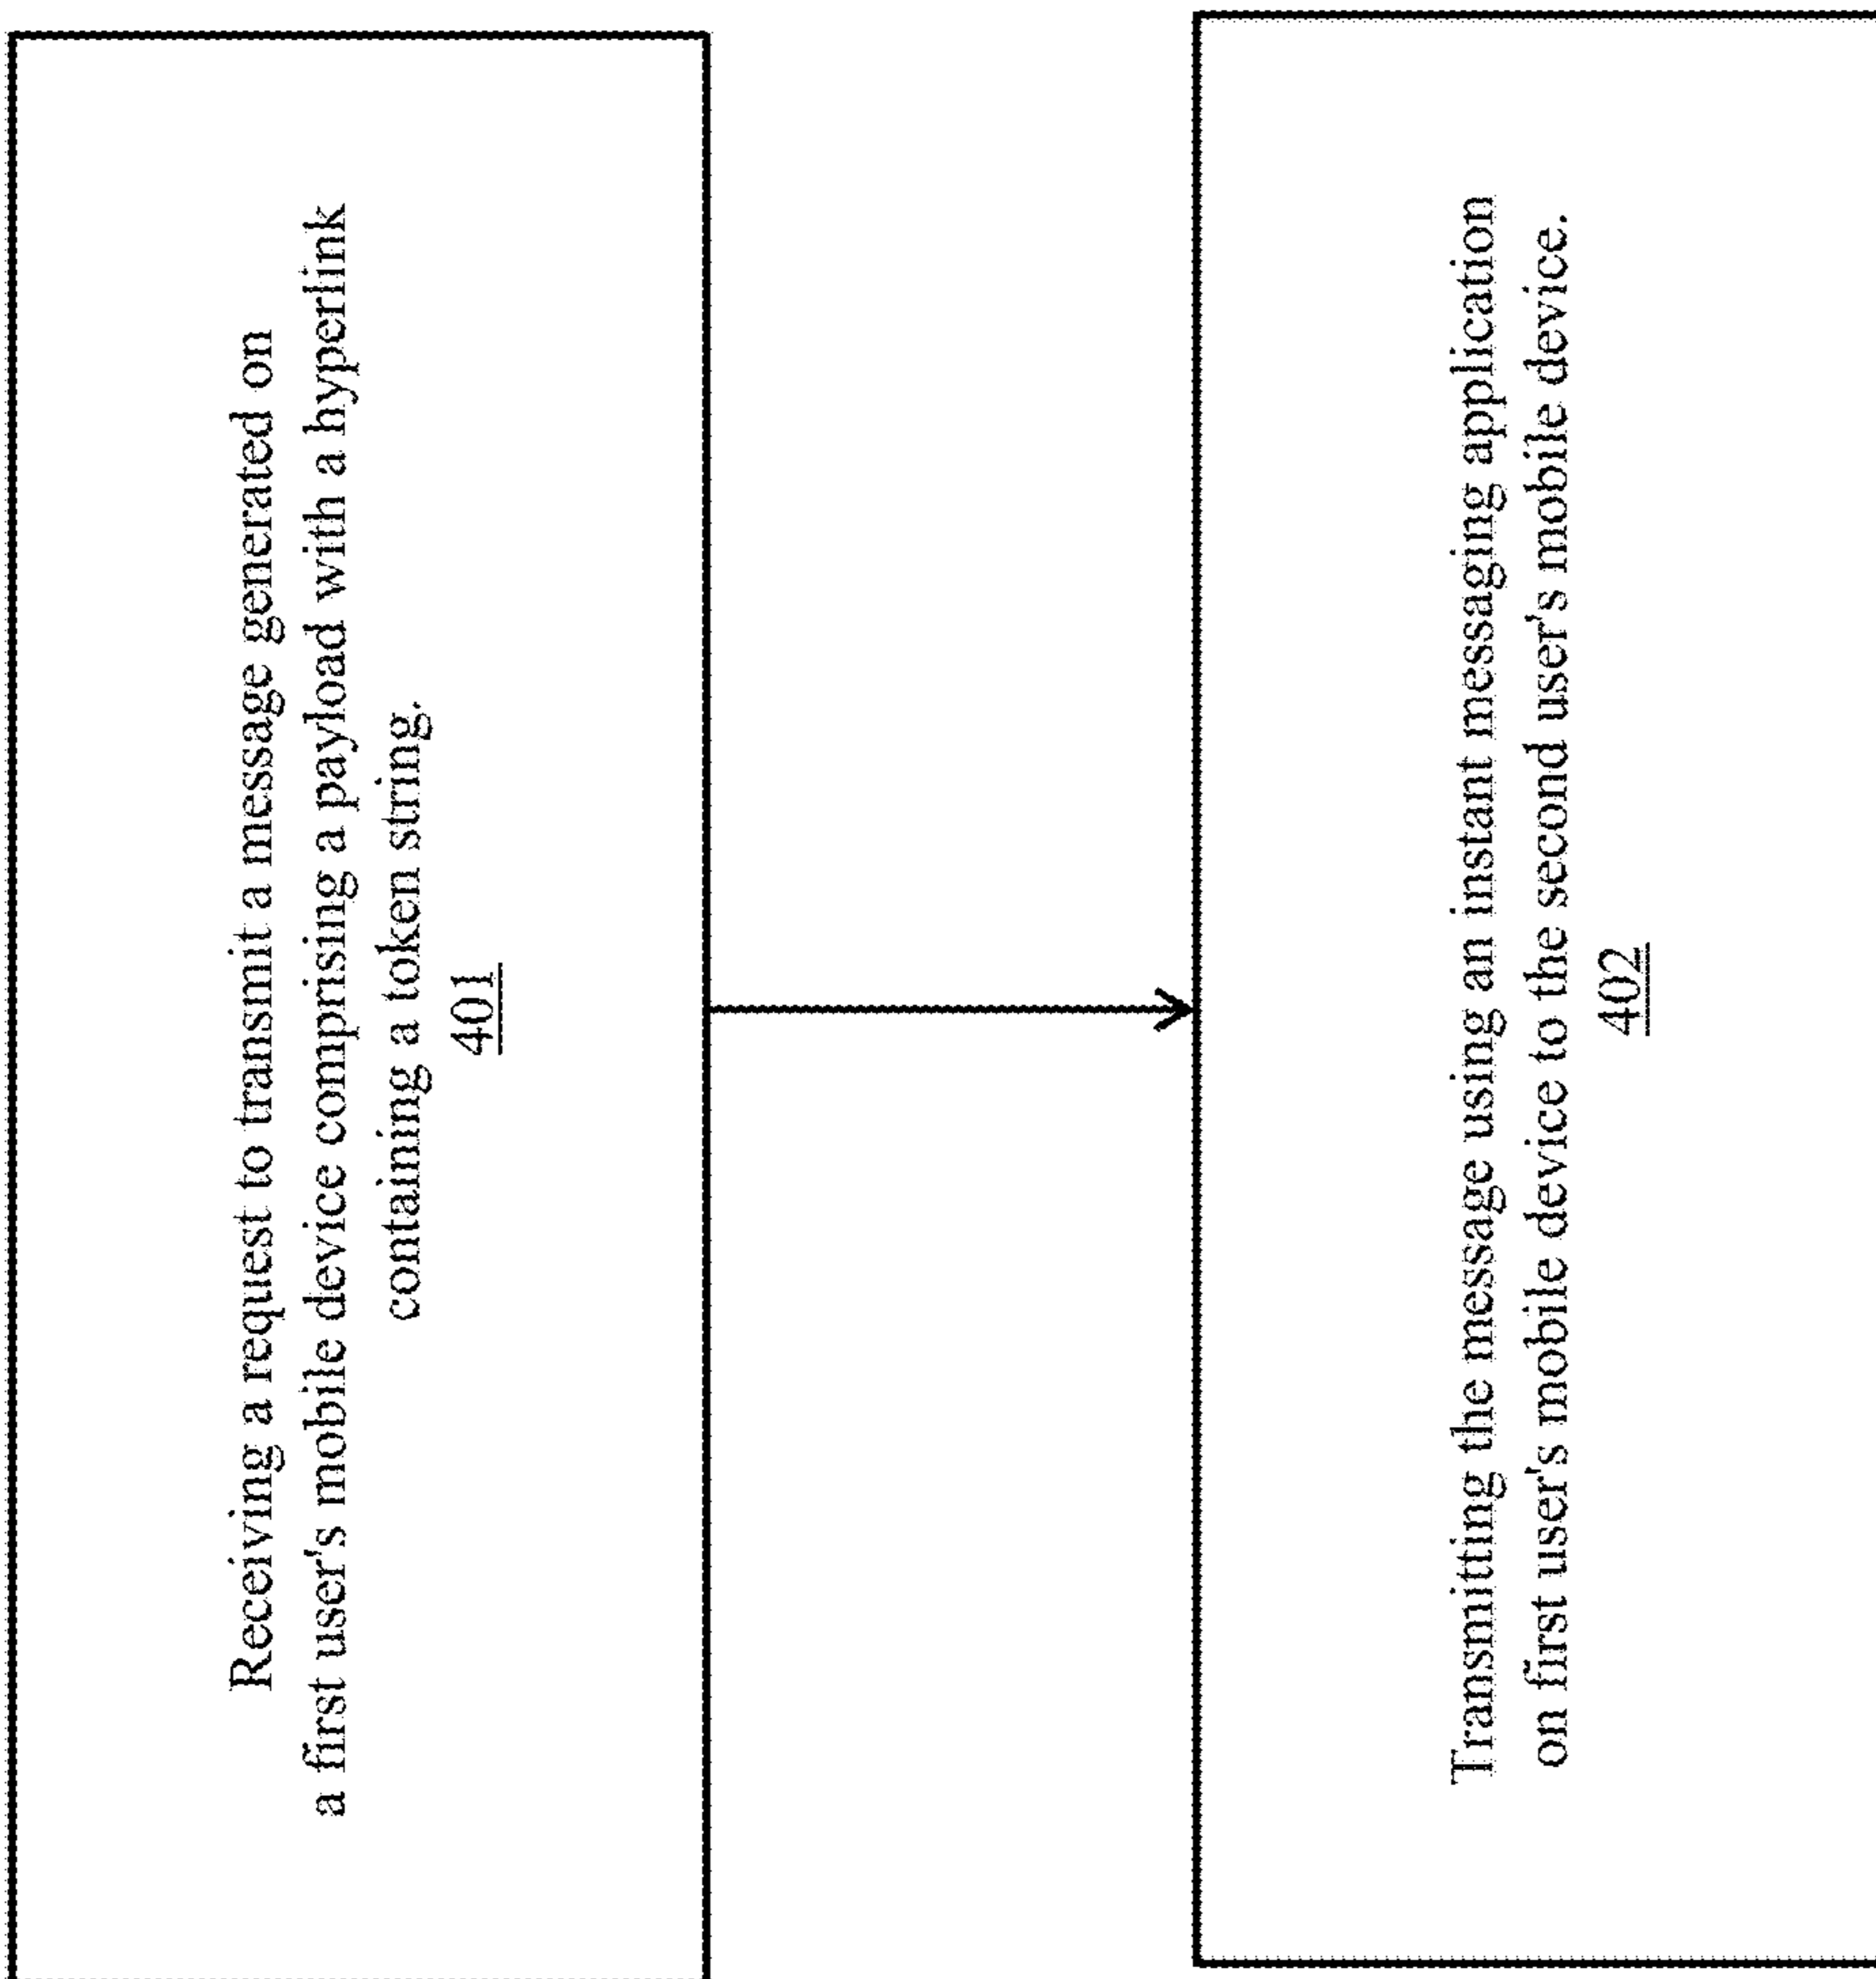 Receiving a request to transmit a message generated on
a first user's mobile device comprising a payload with a hyperlink
containing a token string.
401
Transmitting the message using an instant messaging application
on first user's mobile device to the second user's mobile device.
402